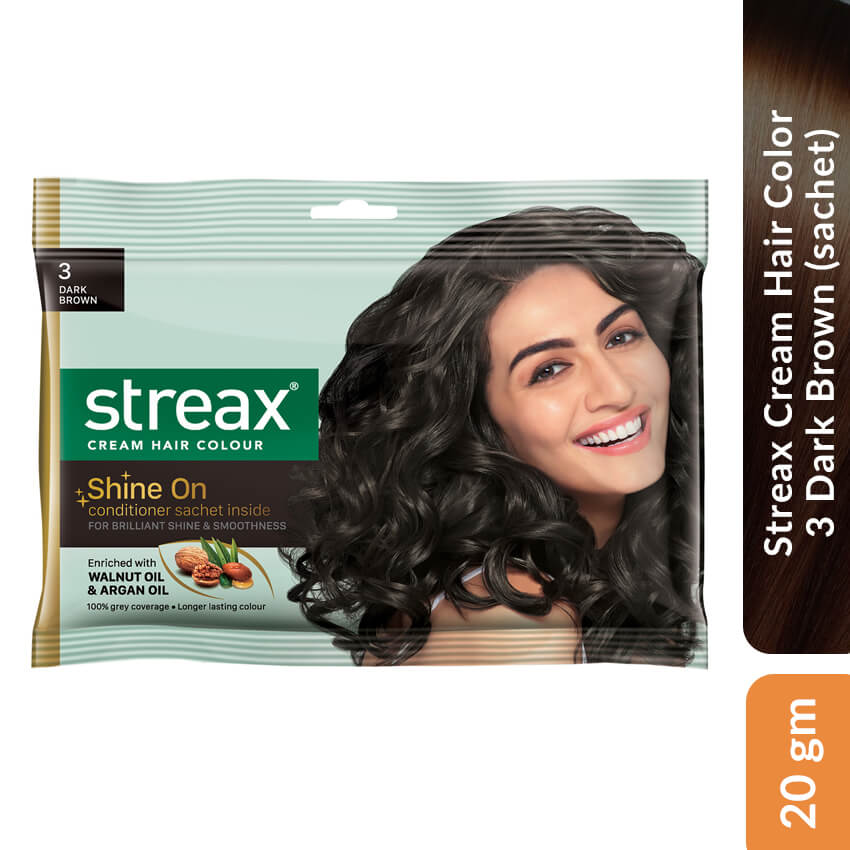 3
DARK
BROWN
streax®
CREAM HAIR COLOUR
Shine On
conditioner sachet inside
FOR BRILLIANT SHINE & SMOOTHNESS
Enriched with
WALNUT OIL
& ARGAN OIL
100% grey coverage • Longer lasting colour
Streax Cream Hair Color
3 Dark Brown (sachet)
20 gm